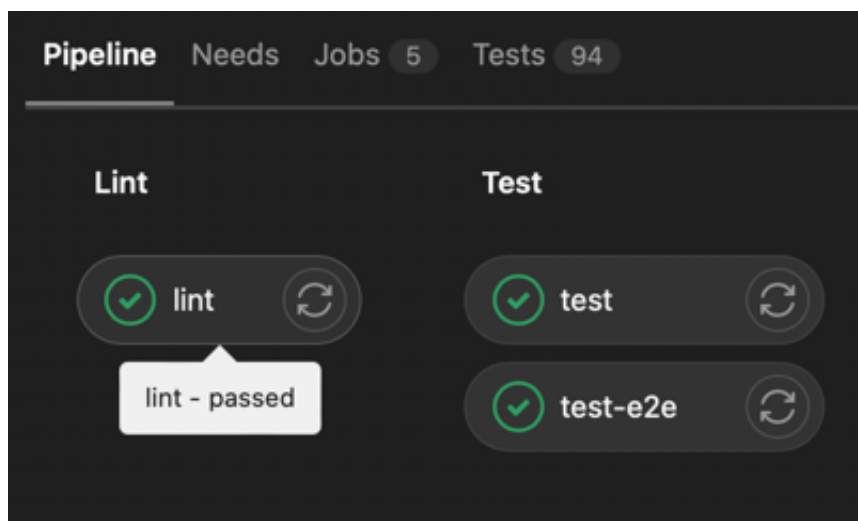 Pipeline Needs Jobs 5 Tests 94
Lint Test
lint test
lint - passed
test-e2e